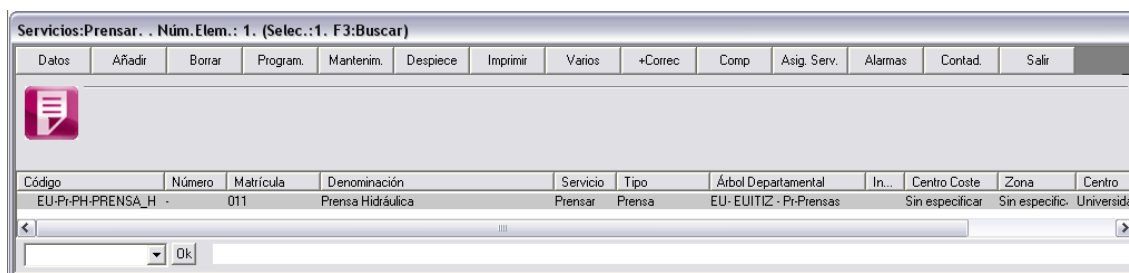 Servicios:Prensar. . Núm.Elem.: 1. (Selec.:1. F3:Buscar)
Datos Añadir Borrar Program. Mantenim. Despiece Imprimir Varios +Correc Comp Asig. Serv. Alarmas Contad. Salir
Código Número Matrícula Denominación Servicio Tipo Árbol Departamental In... Centro Coste Zona Centro
EU-Pr-PH-PRENSA_H - 011 Prensa Hidráulica Prensar Prensa EU- EUITIZ - Pr-Prensas Sin especificar Sin especific. Universida
Ok